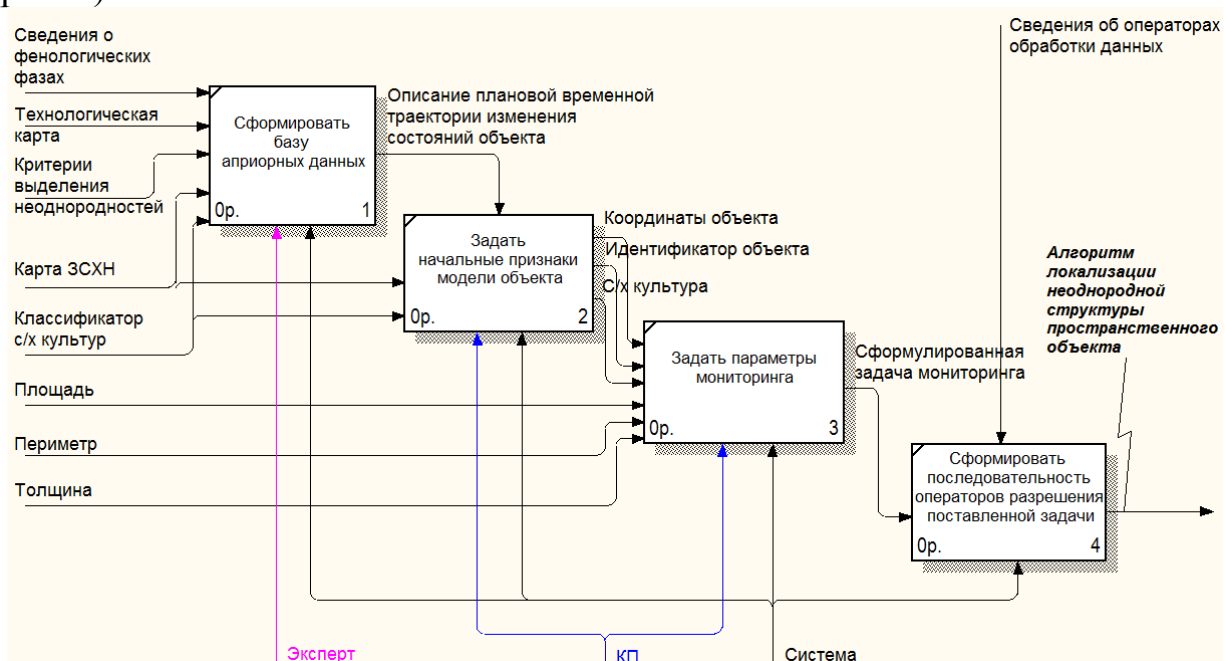 Сведения о
фенологических
фазах
Технологическая
карта
Критерии
выделения
неоднородностей
Карта ЗСХН
Классификатор
с/х культур
Площадь
Периметр
Толщина
Сформировать
базу
априорных данных
0р. 1
Описание плановой временной
траектории изменения
состояний объекта
Задать
начальные признаки
модели объекта
0р. 2
Координаты объекта
Идентификатор объекта
С/х культура
Задать параметры
мониторинга
0р. 3
Сформулированная
задача мониторинга
Сведения об операторах
обработки данных
Сформировать
последовательность
операторов разрешения
поставленной задачи
0р. 4
Алгоритм
локализации
неоднородной
структуры
пространственного
объекта
Эксперт
КП
Система